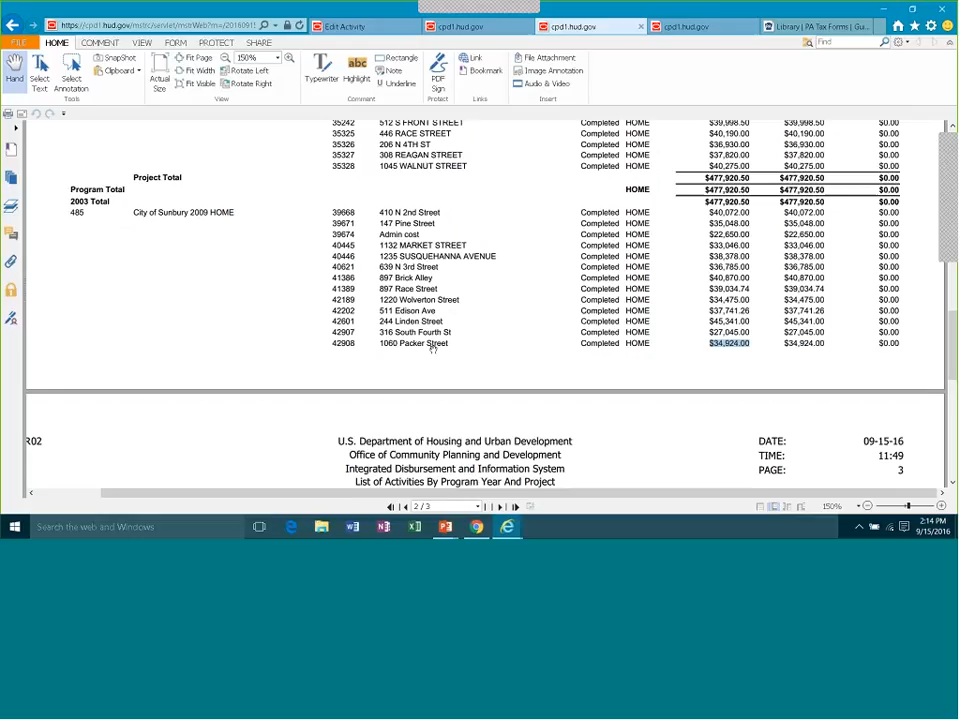 https://cpd1.hud.gov/mstric/servlet/mstrWeb?m=/201609
Edit Activity
cpd1.hud.gov
cpd1.hud.gov
cpd1.hud.gov
Library | PA Tax Forms | Gu...
FILE HOME COMMENT VIEW FORM PROTECT SHARE
Find
Hand
Select Text
Select Annotation
SnapShot
Clipboard
Tools
Actual Size
Fit Page
Fit Width
Fit Visible
150%
Rotate Left
Rotate Right
View
Typewriter
abc
Highlight
Rectangle
Note
Underline
Comment
PDF Sign
Protect
Link
Bookmark
Links
File Attachment
Image Annotation
Audio & Video
Insert
35242 512 S FRONT STREET Completed HOME $39,998.50 $39,998.50 $0.00
35325 446 RACE STREET Completed HOME $40,190.00 $40,190.00 $0.00
35326 206 N 4TH ST Completed HOME $36,930.00 $36,930.00 $0.00
35327 308 REAGAN STREET Completed HOME $37,820.00 $37,820.00 $0.00
35328 1045 WALNUT STREET Completed HOME $40,275.00 $40,275.00 $0.00
Project Total $477,920.50 $477,920.50 $0.00
Program Total HOME $477,920.50 $477,920.50 $0.00
2003 Total $477,920.50 $477,920.50 $0.00
485 City of Sunbury 2009 HOME 39668 410 N 2nd Street Completed HOME $40,072.00 $40,072.00 $0.00
39671 147 Pine Street Completed HOME $35,048.00 $35,048.00 $0.00
39674 Admin cost Completed HOME $22,650.00 $22,650.00 $0.00
40445 1132 MARKET STREET Completed HOME $33,046.00 $33,046.00 $0.00
40446 1235 SUSQUEHANNA AVENUE Completed HOME $38,378.00 $38,378.00 $0.00
40621 639 N 3rd Street Completed HOME $36,785.00 $36,785.00 $0.00
41386 897 Brick Alley Completed HOME $40,870.00 $40,870.00 $0.00
41389 897 Race Street Completed HOME $39,034.74 $39,034.74 $0.00
42189 1220 Wolverton Street Completed HOME $34,475.00 $34,475.00 $0.00
42202 511 Edison Ave Completed HOME $37,741.26 $37,741.26 $0.00
42601 244 Linden Street Completed HOME $45,341.00 $45,341.00 $0.00
42907 316 South Fourth St Completed HOME $27,045.00 $27,045.00 $0.00
42908 1060 Packer Street Completed HOME $34,924.00 $34,924.00 $0.00
R02 U.S. Department of Housing and Urban Development DATE: 09-15-16
Office of Community Planning and Development TIME: 11:49
Integrated Disbursement and Information System PAGE: 3
List of Activities By Program Year And Project
2 / 3
150%
Search the web and Windows
2:14 PM
9/15/2016